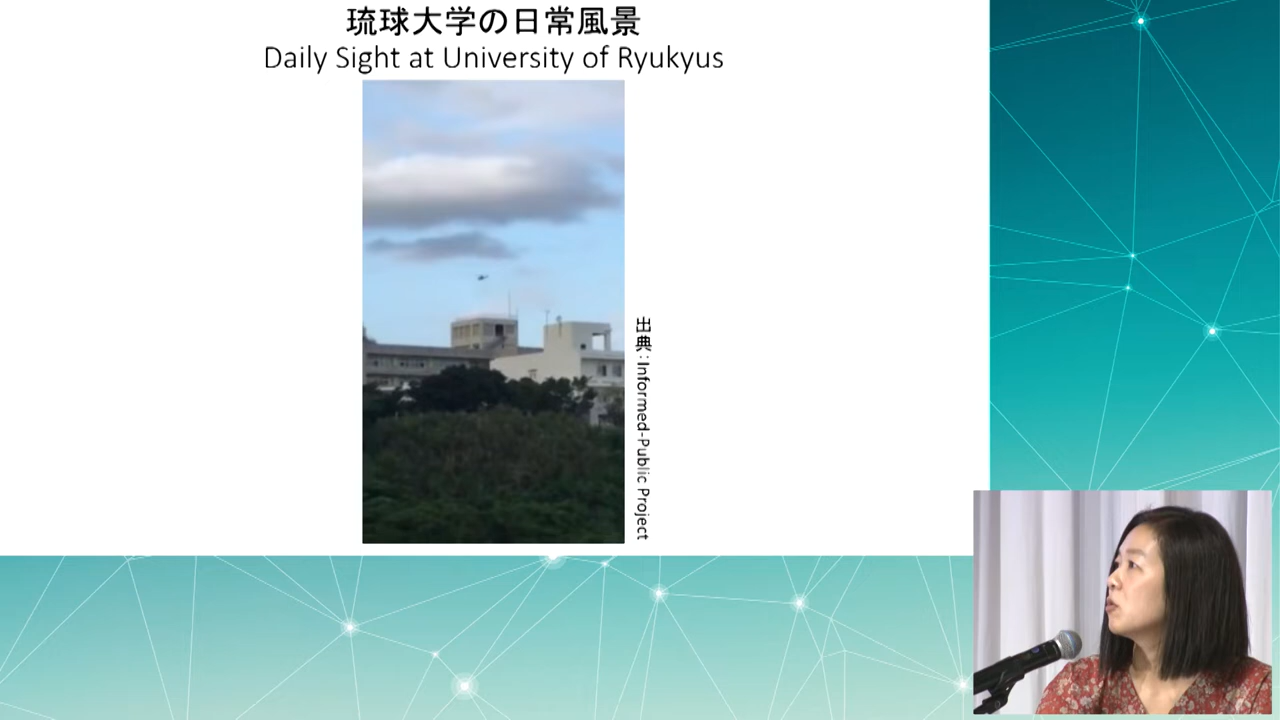 琉球大学の日常風景
Daily Sight at University of Ryukyus
出典：Informed-Public Project